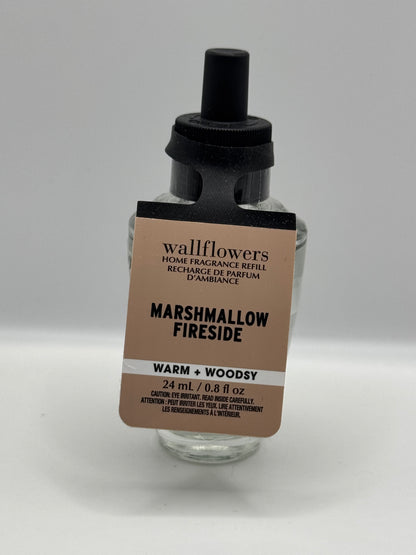 wallflowers
HOME FRAGRANCE REFILL
RECHARGE DE PARFUM
D'AMBIANCE
MARSHMALLOW
FIRESIDE
WARM + WOODSY
24 mL / 0.8 fl oz
CAUTION: EYE IRRITANT. READ INSIDE CAREFULLY.
ATTENTION : PEUT IRRITER LES YEUX. LIRE ATTENTIVEMENT
LES RENSEIGNEMENTS À L'INTÉRIEUR.